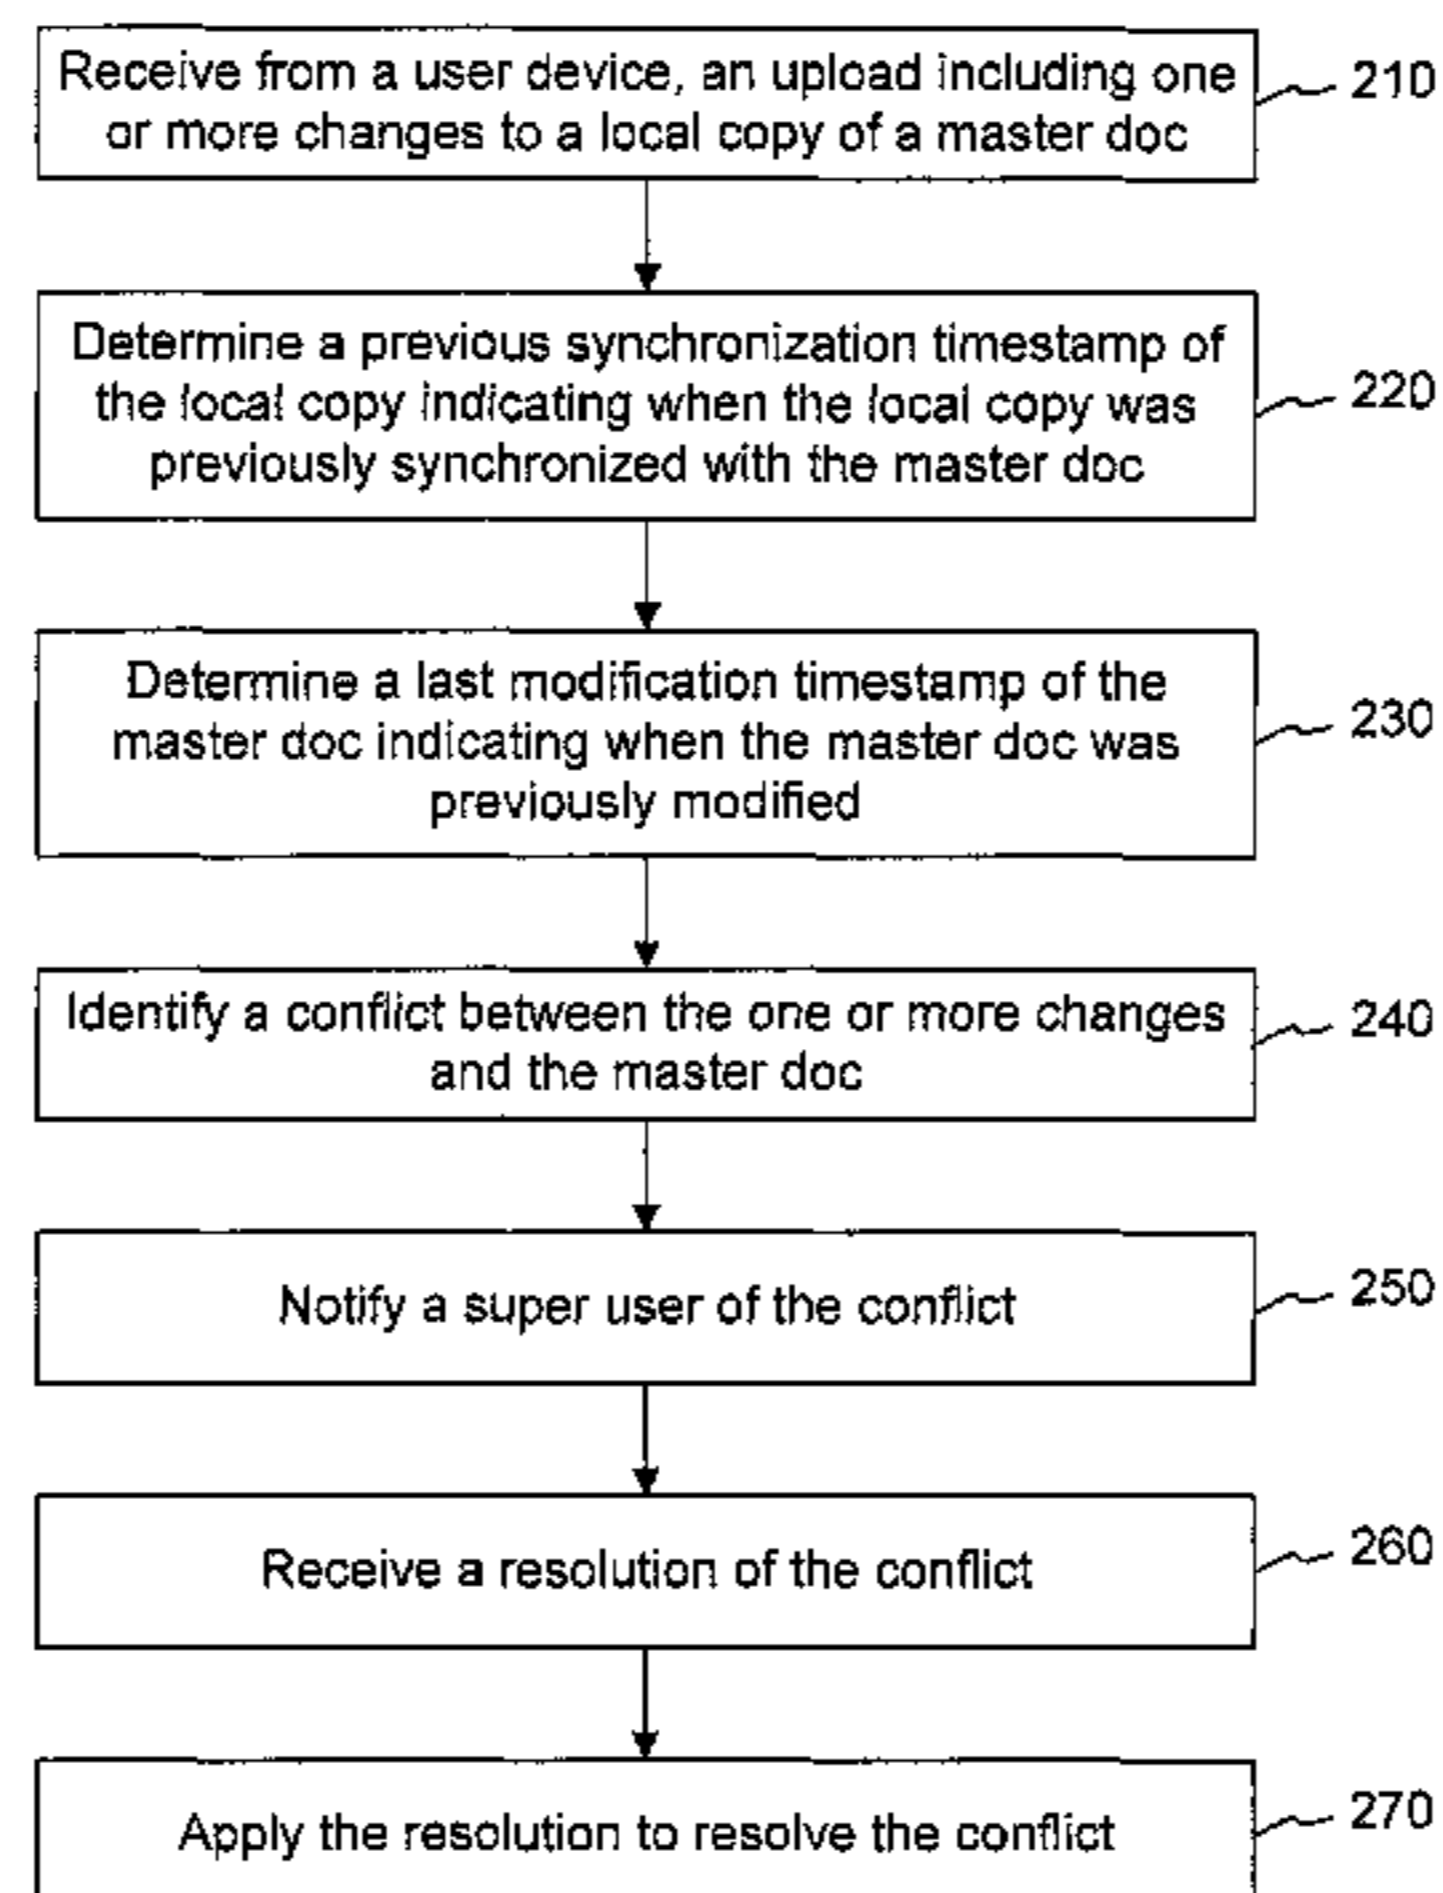 Receive from a user device, an upload including one
or more changes to a local copy of a master doc
210
Determine a previous synchronization timestamp of
the local copy indicating when the local copy was
previously synchronized with the master doc
220
Determine a last modification timestamp of the
master doc indicating when the master doc was
previously modified
230
Identify a conflict between the one or more changes
and the master doc
240
Notify a super user of the conflict
250
Receive a resolution of the conflict
260
Apply the resolution to resolve the conflict
270